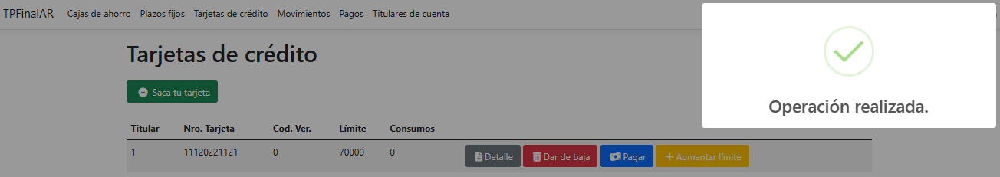 TPFinalAR Cajas de ahorro Plazos fijos Tarjetas de crédito Movimientos Pagos Titulares de cuenta
Tarjetas de crédito
Saca tu tarjeta
Operación realizada.
Titular Nro. Tarjeta Cod. Ver. Límite Consumos
1 11120221121 0 70000 0 Detalle Dar de baja Pagar Aumentar límite